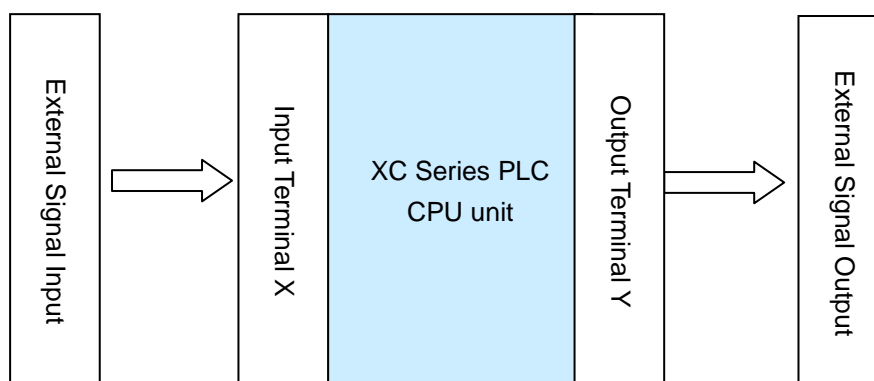 External Signal Input
Input Terminal X
XC Series PLC
CPU unit
Output Terminal Y
External Signal Output